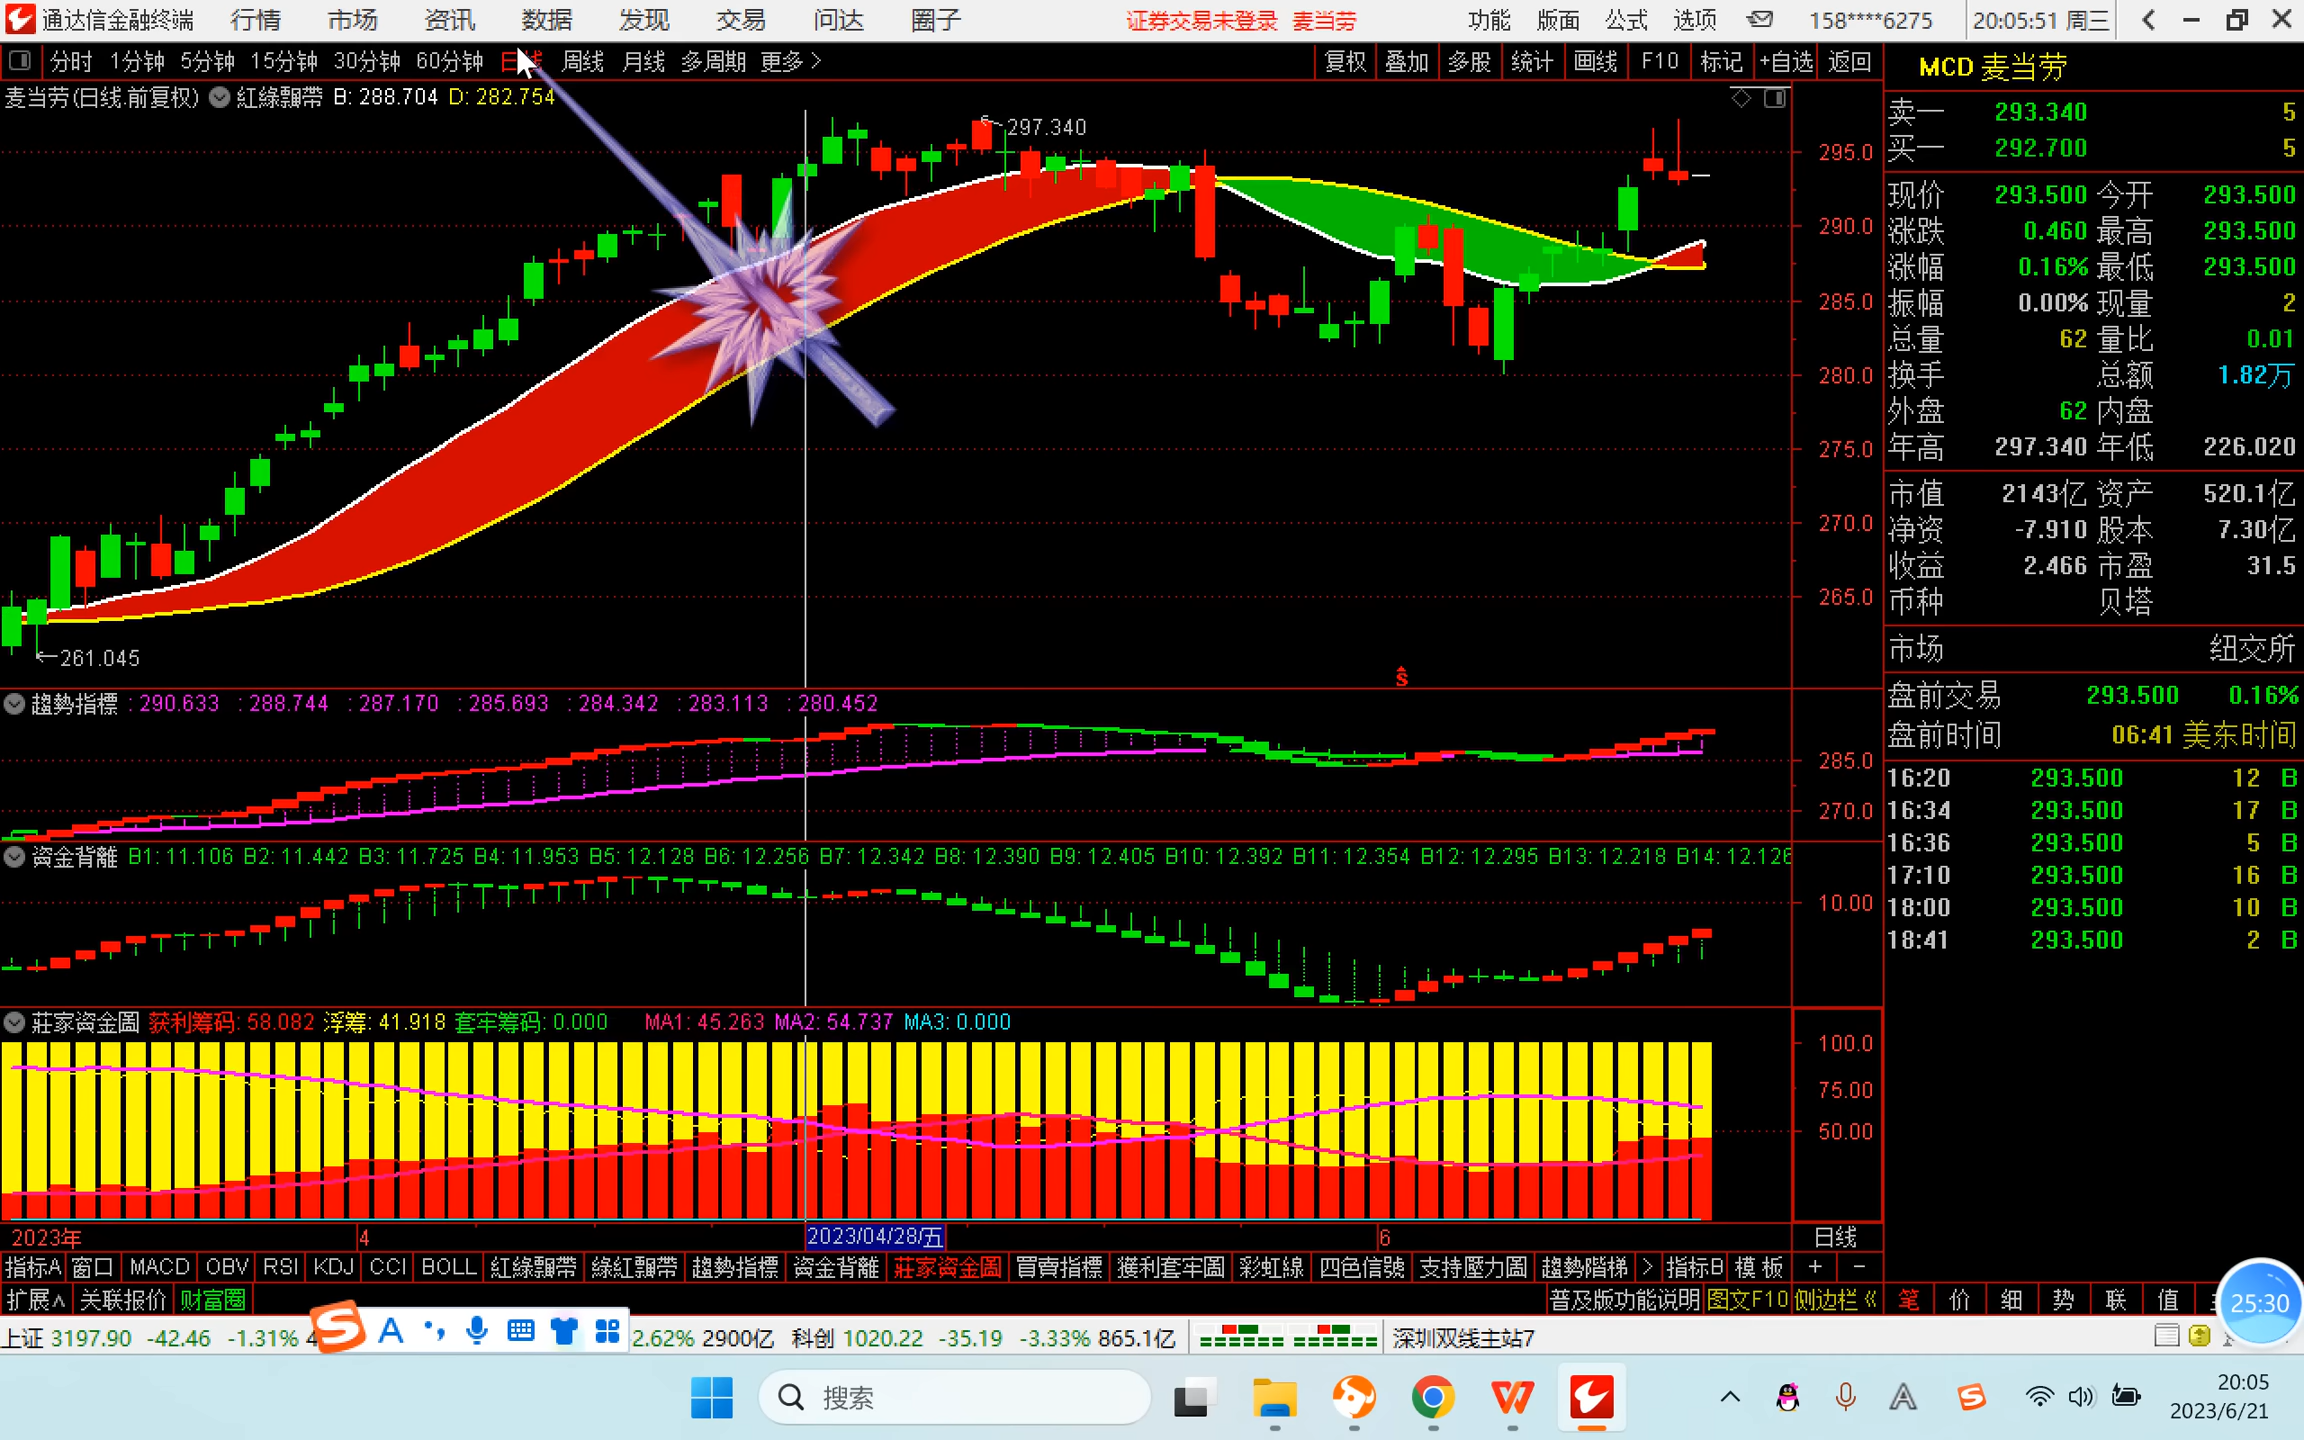 通达信金融终端 行情 市场 资讯 数据 发现 交易 问达 圈子 证券交易未登录 麦当劳 功能 版面 公式 选项 158****6275 20:05:51 周三
分时 1分钟 5分钟 15分钟 30分钟 60分钟 日线 周线 月线 多周期 更多 复权 叠加 多股 统计 画线 F10 标记 +自选 返回
MCD 麦当劳
麦当劳(日线.前复权) 紅緣飄帶 B: 288.704 D: 282.754
297.340
261.045
295.0
290.0
285.0
280.0
275.0
270.0
265.0
S
卖一 293.340 5
买一 292.700 5
现价 293.500 今开 293.500
涨跌 0.460 最高 293.500
涨幅 0.16% 最低 293.500
振幅 0.00% 现量 2
总量 62 量比 0.01
换手 总额 1.82万
外盘 62 内盘
年高 297.340 年低 226.020
市值 2143亿 资产 520.1亿
净资 -7.910 股本 7.30亿
收益 2.466 市盈 31.5
币种 贝塔
市场 纽交所
盘前交易 293.500 0.16%
盘前时间 06:41 美东时间
16:20 293.500 12 B
16:34 293.500 17 B
16:36 293.500 5 B
17:10 293.500 16 B
18:00 293.500 10 B
18:41 293.500 2 B
趨勢指標 : 290.633 : 288.744 : 287.170 : 285.693 : 284.342 : 283.113 : 280.452
285.0
270.0
资金背離 B1: 11.106 B2: 11.442 B3: 11.725 B4: 11.953 B5: 12.128 B6: 12.256 B7: 12.342 B8: 12.390 B9: 12.405 B10: 12.392 B11: 12.354 B12: 12.295 B13: 12.218 B14: 12.126
10.00
莊家资金圖 获利筹码: 58.082 浮筹: 41.918 套牢筹码: 0.000 MA1: 45.263 MA2: 54.737 MA3: 0.000
100.0
75.00
50.00
2023年 4 2023/04/28/五 6 日线
指标A 窗口 MACD OBV RSI KDJ CCI BOLL 紅緣飄帶 緣紅飄帶 趨勢指標 资金背離 莊家资金圖 買賣指標 獲利套牢圖 彩虹線 四色信號 支持壓力圖 趨勢階梯 > 指标B 模板 + −
扩展∧ 关联报价 财富圈 普及版功能说明 图文F10 侧边栏《 笔 价 细 势 联 值
25:30
上证 3197.90 -42.46 -1.31% 2.62% 2900亿 科创 1020.22 -35.19 -3.33% 865.1亿 深圳双线主站7
搜索
20:05
2023/6/21